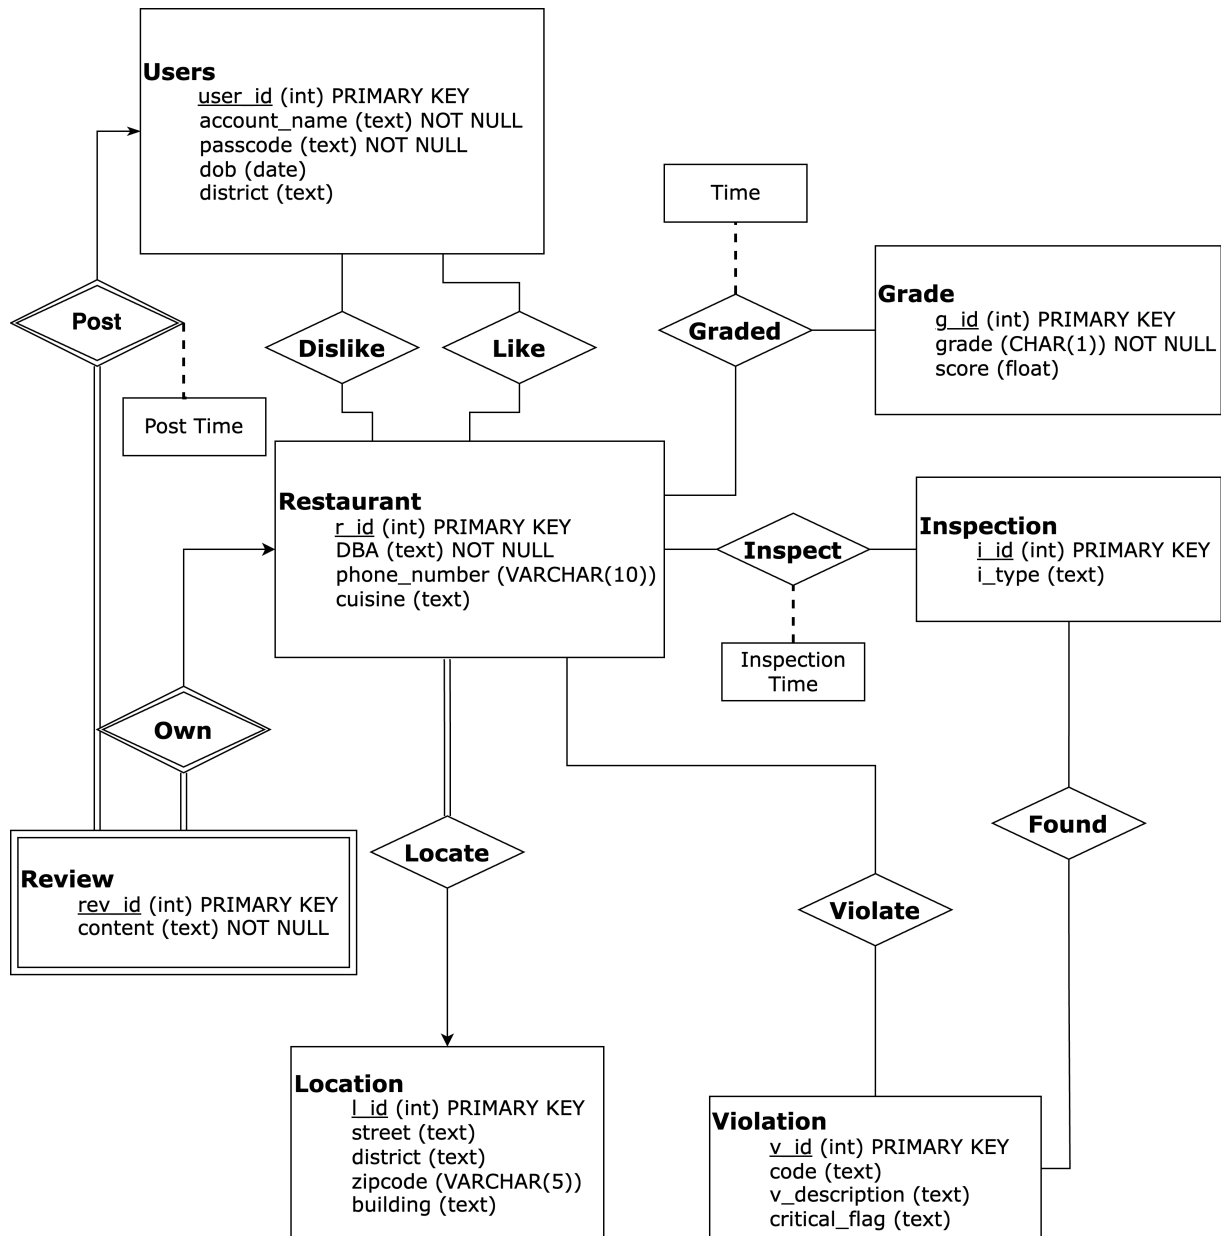 Users
user_id (int) PRIMARY KEY
account_name (text) NOT NULL
passcode (text) NOT NULL
dob (date)
district (text)
Time
Grade
g_id (int) PRIMARY KEY
grade (CHAR(1)) NOT NULL
score (float)
Post
Dislike
Like
Graded
Post Time
Restaurant
r_id (int) PRIMARY KEY
DBA (text) NOT NULL
phone_number (VARCHAR(10))
cuisine (text)
Inspect
Inspection
i_id (int) PRIMARY KEY
i_type (text)
Inspection
Time
Own
Review
rev_id (int) PRIMARY KEY
content (text) NOT NULL
Locate
Found
Violate
Location
l_id (int) PRIMARY KEY
street (text)
district (text)
zipcode (VARCHAR(5))
building (text)
Violation
v_id (int) PRIMARY KEY
code (text)
v_description (text)
critical_flag (text)